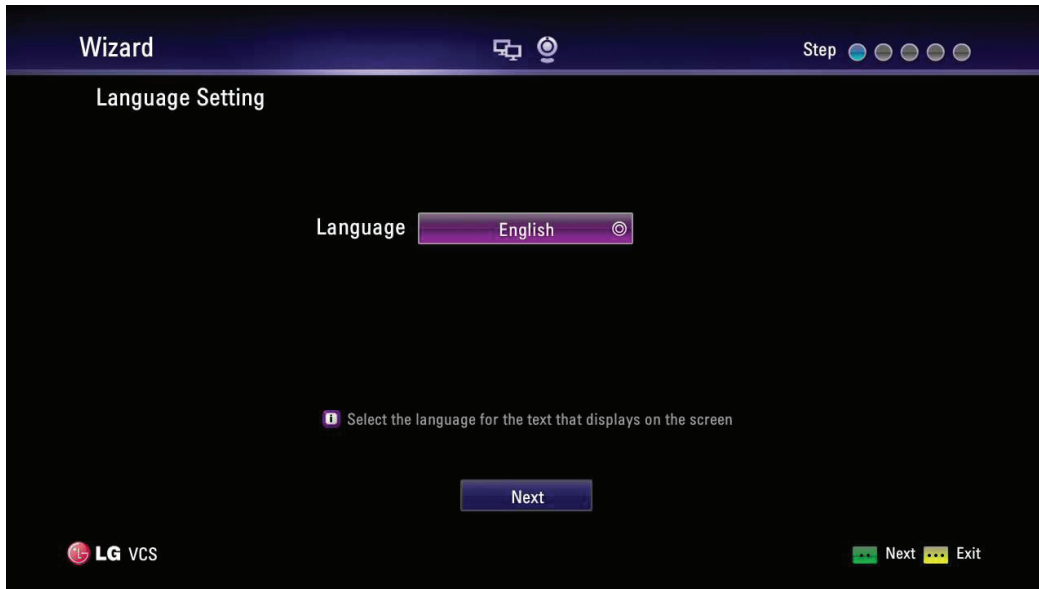 Wizard
Step
Language Setting
Language English
Select the language for the text that displays on the screen
Next
LG VCS
Next Exit